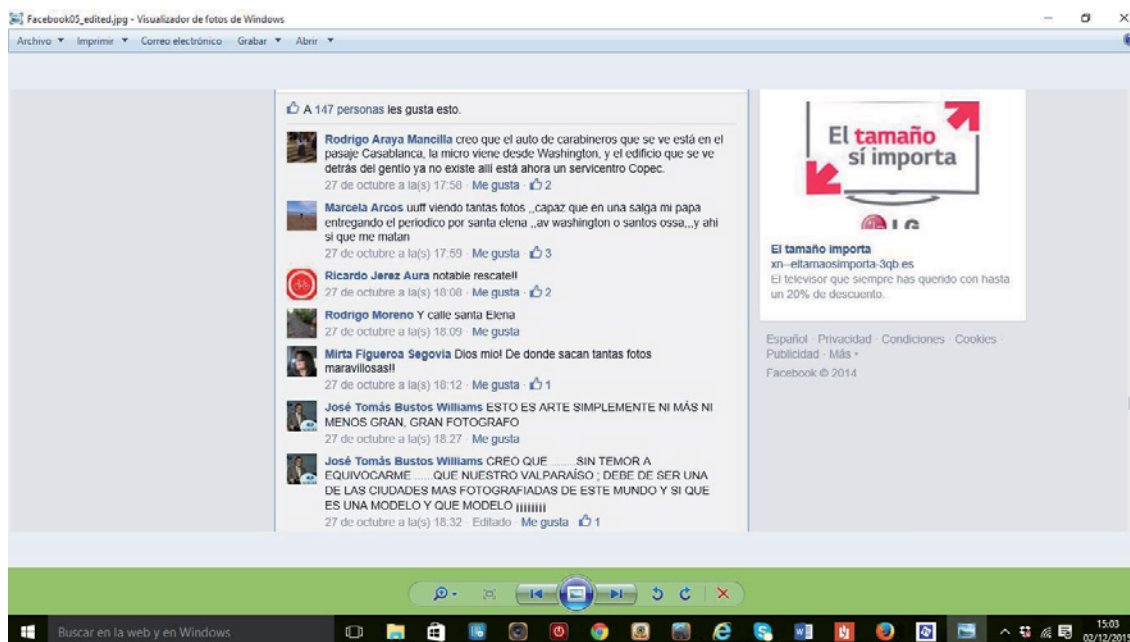 Facebook05_edited.jpg - Visualizador de fotos de Windows
Archivo Imprimir Correo electrónico Grabar Abrir
A 147 personas les gusta esto.
Rodrigo Araya Mancilla creo que el auto de carabineros que se ve está en el
pasaje Casablanca, la micro viene desde Washington, y el edificio que se ve
detrás del gentío ya no existe alli está ahora un servicentro Copec.
27 de octubre a la(s) 17:58 · Me gusta · 2
Marcela Arcos uuff viendo tantas fotos ,,capaz que en una salga mi papa
entregando el periodico por santa elena ,,av washington o santos ossa,,,y ahi
si que me matan
27 de octubre a la(s) 17:59 · Me gusta · 3
Ricardo Jerez Aura notable rescate!!
27 de octubre a la(s) 18:08 · Me gusta · 2
Rodrigo Moreno Y calle santa Elena
27 de octubre a la(s) 18:09 · Me gusta
Mirta Figueroa Segovia Dios mio! De donde sacan tantas fotos
maravillosas!!
27 de octubre a la(s) 18:12 · Me gusta · 1
José Tomás Bustos Williams ESTO ES ARTE SIMPLEMENTE NI MÁS NI
MENOS GRAN, GRAN FOTOGRAFO
27 de octubre a la(s) 18:27 · Me gusta
José Tomás Bustos Williams CREO QUE ........SIN TEMOR A
EQUIVOCARME ......QUE NUESTRO VALPARAÍSO ; DEBE DE SER UNA
DE LAS CIUDADES MAS FOTOGRAFIADAS DE ESTE MUNDO Y SI QUE
ES UNA MODELO Y QUE MODELO ¡¡¡¡¡¡¡¡
27 de octubre a la(s) 18:32 · Editado · Me gusta · 1
El tamaño
sí importa
LG
El tamaño importa
xn--eltamaosimporta-3qb.es
El televisor que siempre has querido con hasta
un 20% de descuento.
Español · Privacidad · Condiciones · Cookies ·
Publicidad · Más
Facebook © 2014
Buscar en la web y en Windows
15:03
02/12/2015